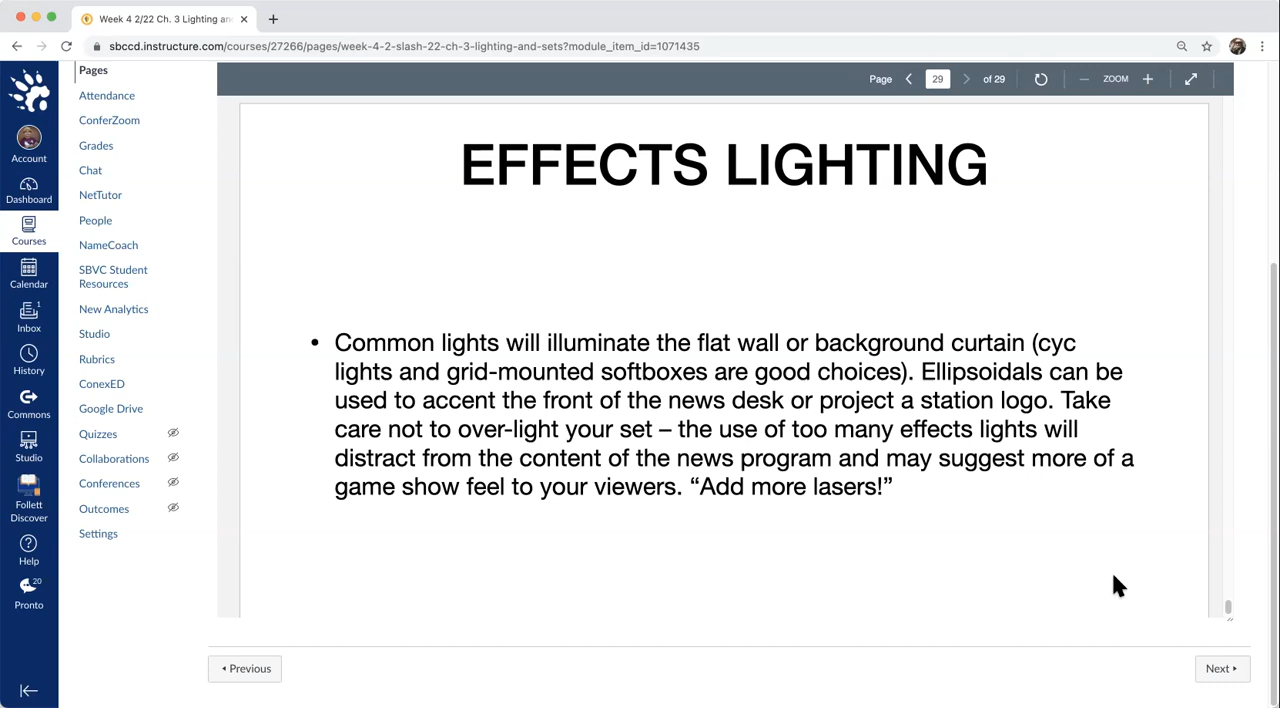 Week 4 2/22 Ch. 3 Lighting an
sbccd.instructure.com/courses/27266/pages/week-4-2-slash-22-ch-3-lighting-and-sets?module_item_id=1071435
Account
Dashboard
Courses
Calendar
1
Inbox
History
Commons
Studio
Follett
Discover
Help
20
Pronto
Pages
Attendance
ConferZoom
Grades
Chat
NetTutor
People
NameCoach
SBVC Student
Resources
New Analytics
Studio
Rubrics
ConexED
Google Drive
Quizzes
Collaborations
Conferences
Outcomes
Settings
Page 29 of 29 ZOOM
EFFECTS LIGHTING
• Common lights will illuminate the flat wall or background curtain (cyc
lights and grid-mounted softboxes are good choices). Ellipsoidals can be
used to accent the front of the news desk or project a station logo. Take
care not to over-light your set – the use of too many effects lights will
distract from the content of the news program and may suggest more of a
game show feel to your viewers. “Add more lasers!”
Previous
Next